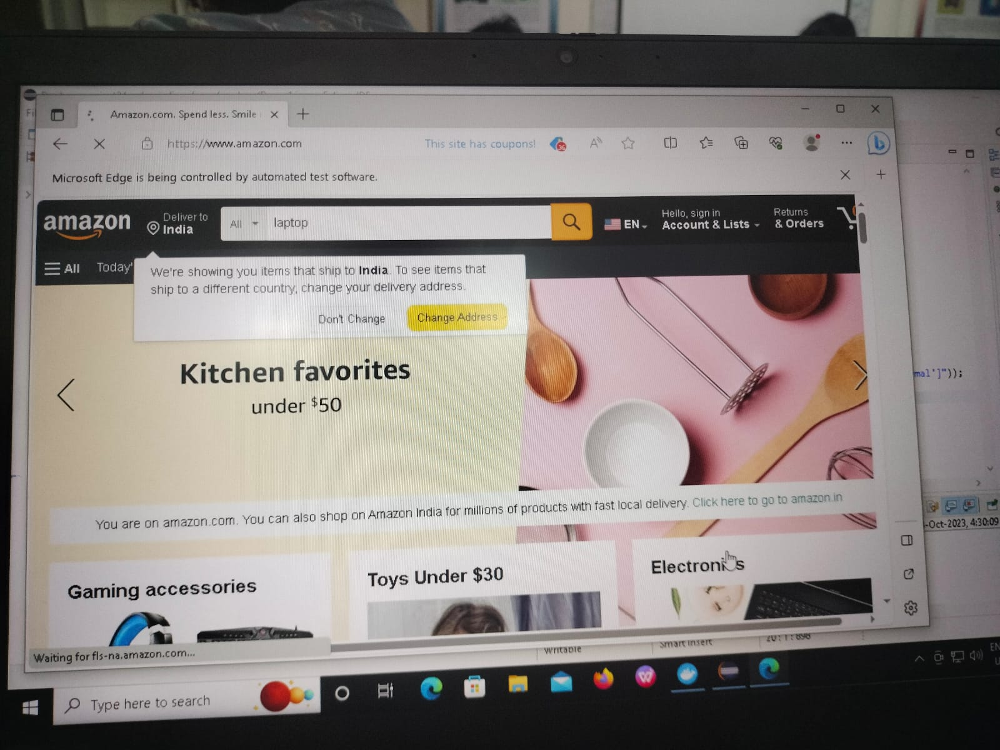 Amazon.com. Spend less. Smile
https://www.amazon.com
This site has coupons!
36
Microsoft Edge is being controlled by automated test software.
amazon
Deliver to
India
All
laptop
EN
Hello, sign in
Account & Lists
Returns
& Orders
All
Today'
We're showing you items that ship to India. To see items that
ship to a different country, change your delivery address.
Don't Change
Change Address
Kitchen favorites
under $50
mal']"));
You are on amazon.com. You can also shop on Amazon India for millions of products with fast local delivery. Click here to go to amazon.in
-Oct-2023, 4:30:09
Gaming accessories
Toys Under $30
Electronics
Waiting for fls-na.amazon.com...
Writable
Smart Insert
Type here to search
EN